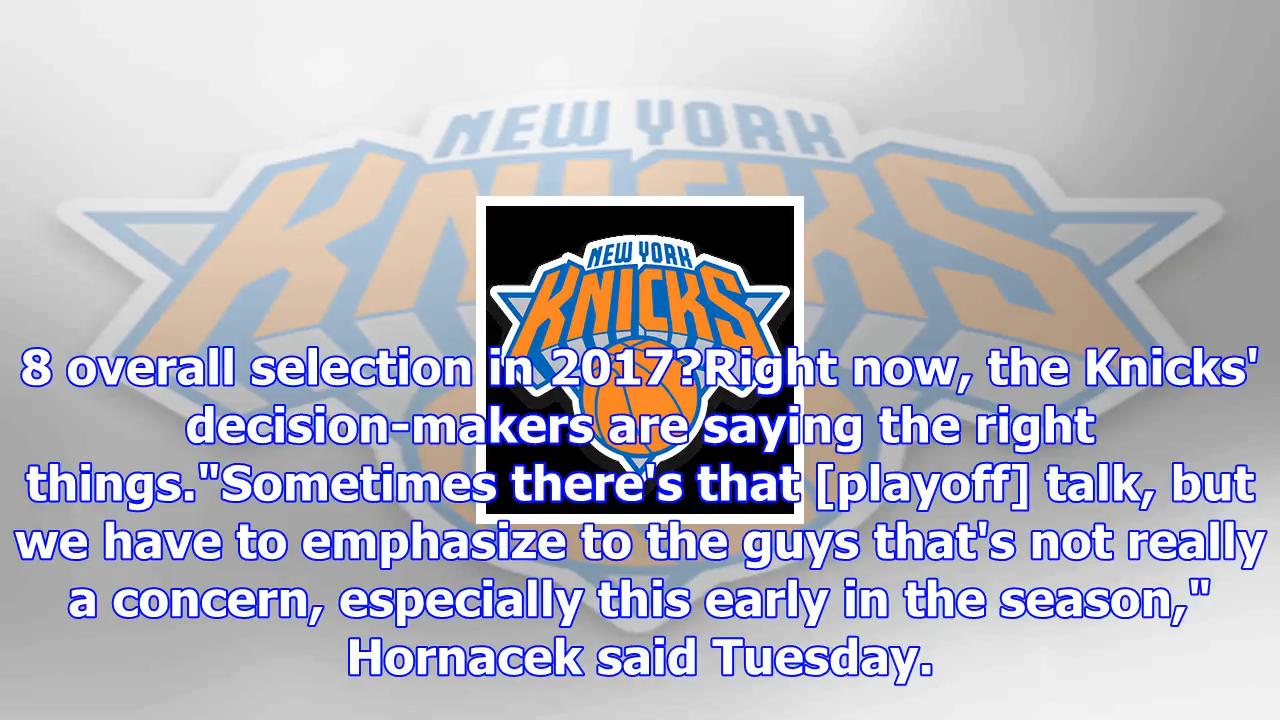 NEW YORK
KNICKS
NEW YORK
KNICKS
8 overall selection in 2017?Right now, the Knicks'
decision-makers are saying the right
things."Sometimes there's that [playoff] talk, but
we have to emphasize to the guys that's not really
a concern, especially this early in the season,"
Hornacek said Tuesday.